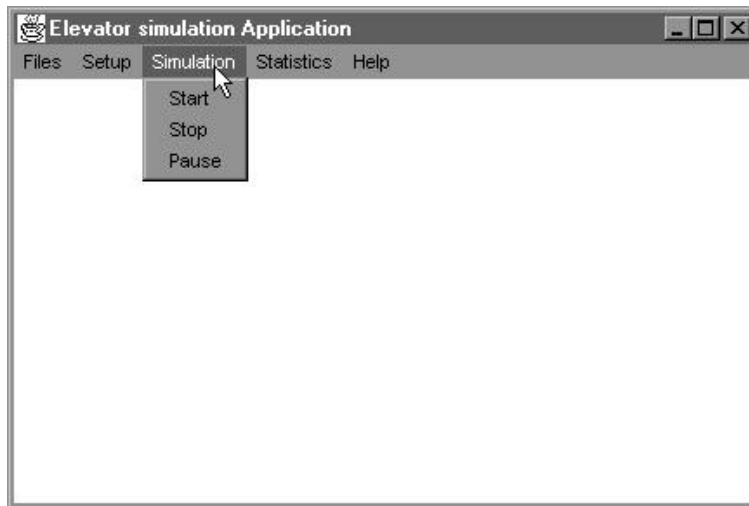 Elevator simulation Application
Files Setup Simulation Statistics Help
Start
Stop
Pause